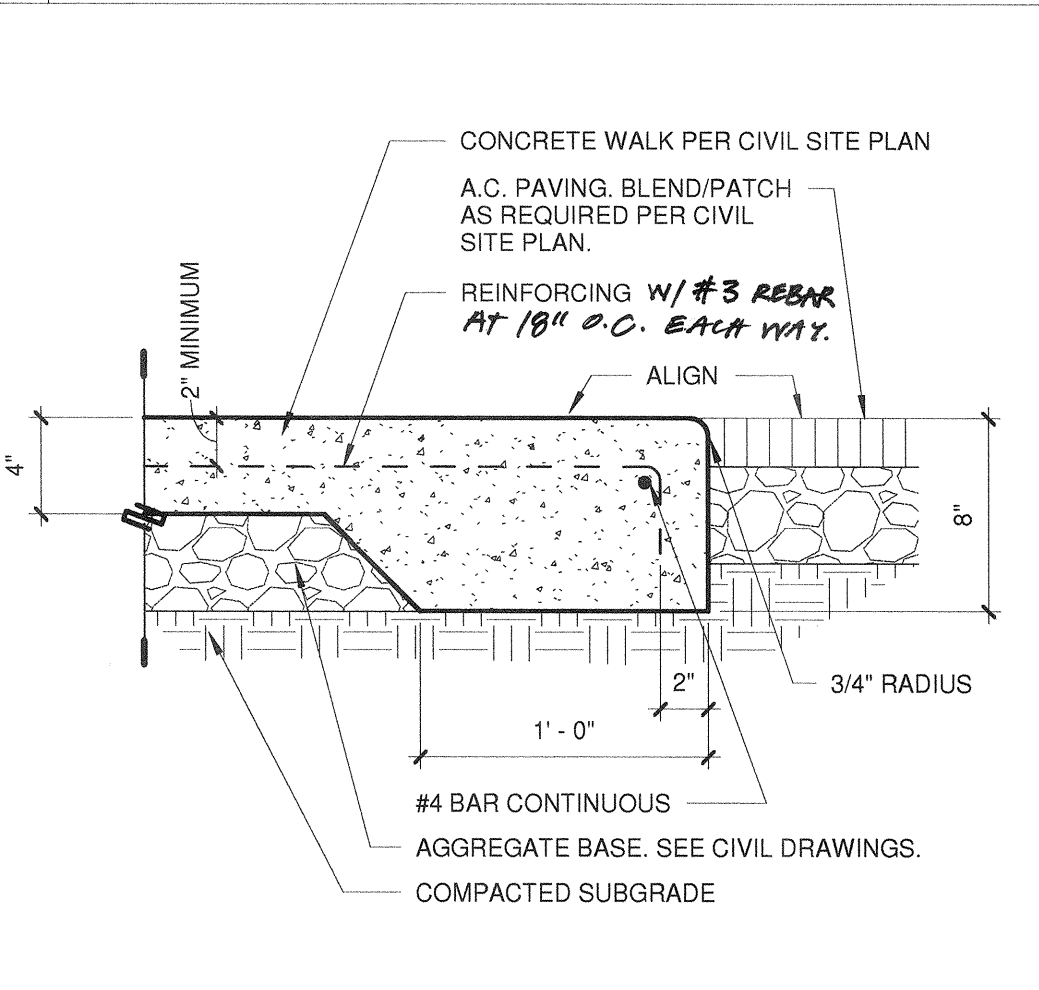 CONCRETE WALK PER CIVIL SITE PLAN
A.C. PAVING. BLEND/PATCH
AS REQUIRED PER CIVIL
SITE PLAN.
REINFORCING W/ #3 REBAR
AT 18" O.C. EACH WAY.
2" MINIMUM
ALIGN
4"
8"
3/4" RADIUS
2"
1' - 0"
#4 BAR CONTINUOUS
AGGREGATE BASE. SEE CIVIL DRAWINGS.
COMPACTED SUBGRADE